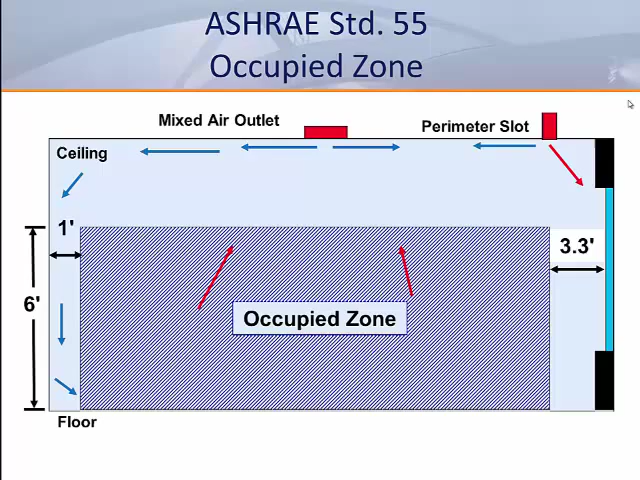 ASHRAE Std. 55
Occupied Zone
Mixed Air Outlet
Perimeter Slot
Ceiling
1'
3.3'
6'
Occupied Zone
Floor